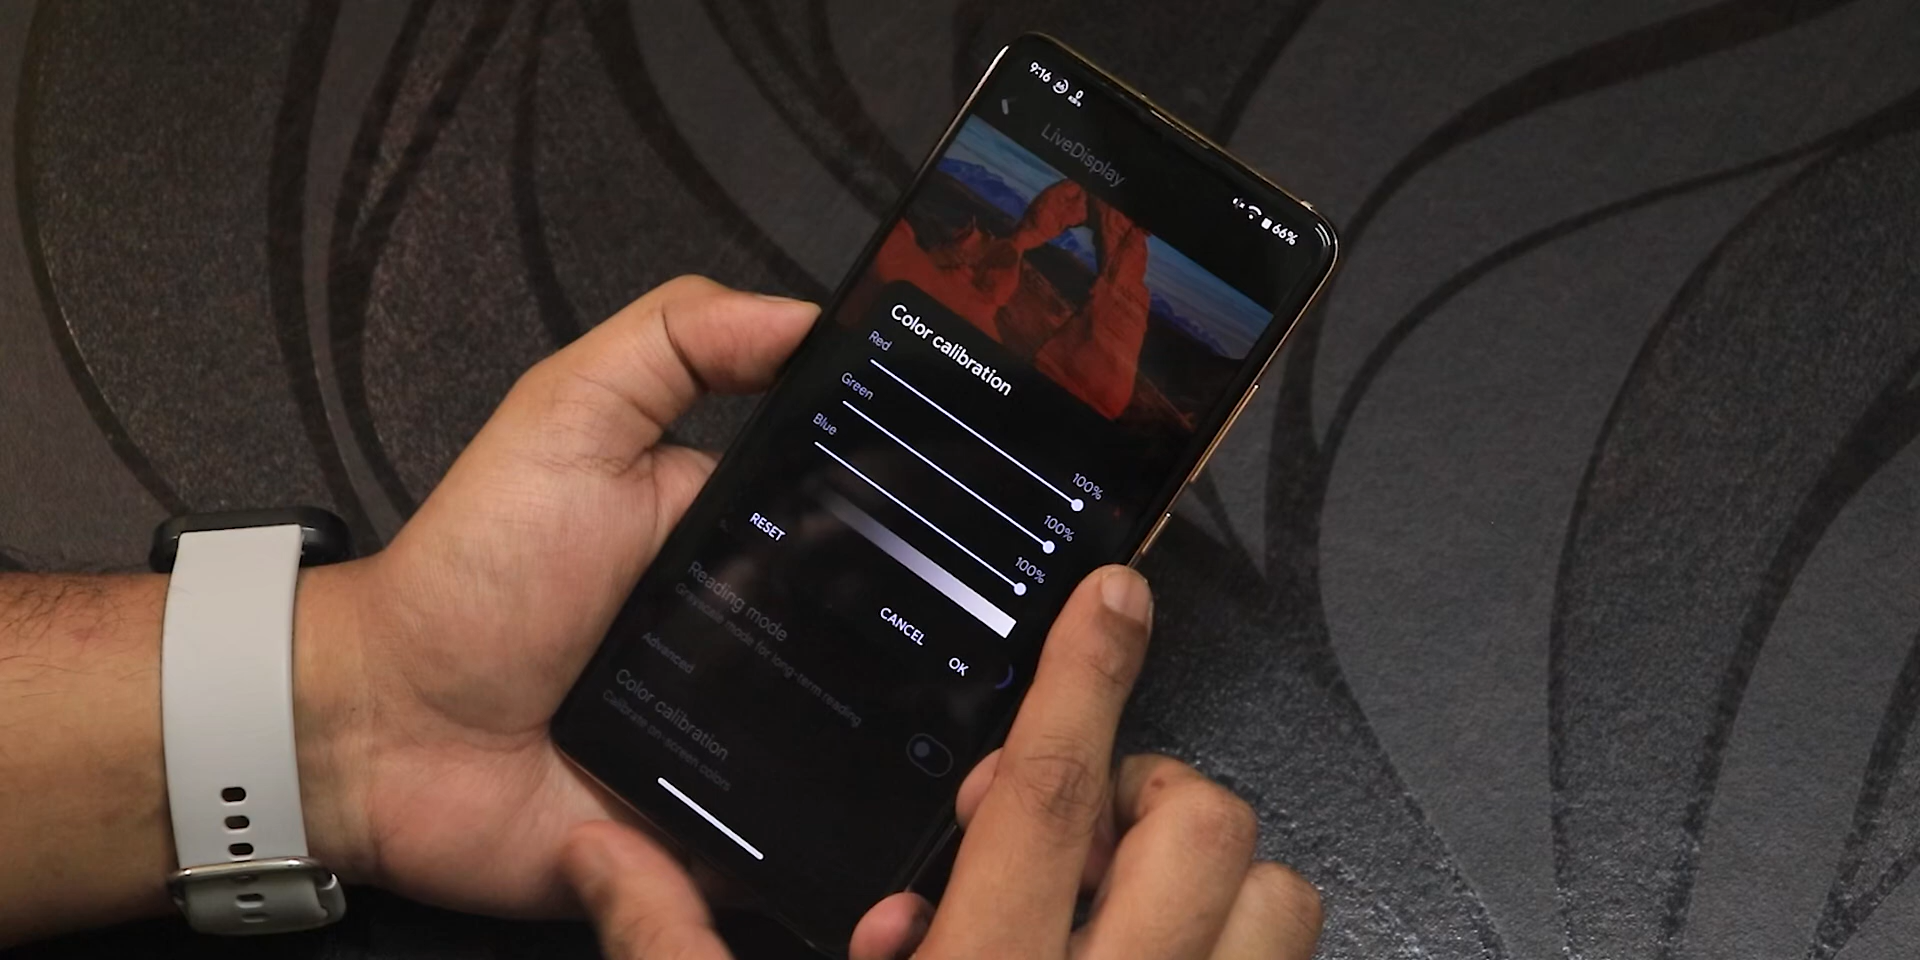 9:16
66%
LiveDisplay
Color calibration
Red
100%
Green
100%
Blue
100%
RESET
CANCEL
OK
Reading mode
Grayscale mode for long-term reading
Advanced
Color calibration
Calibrate on-screen colors